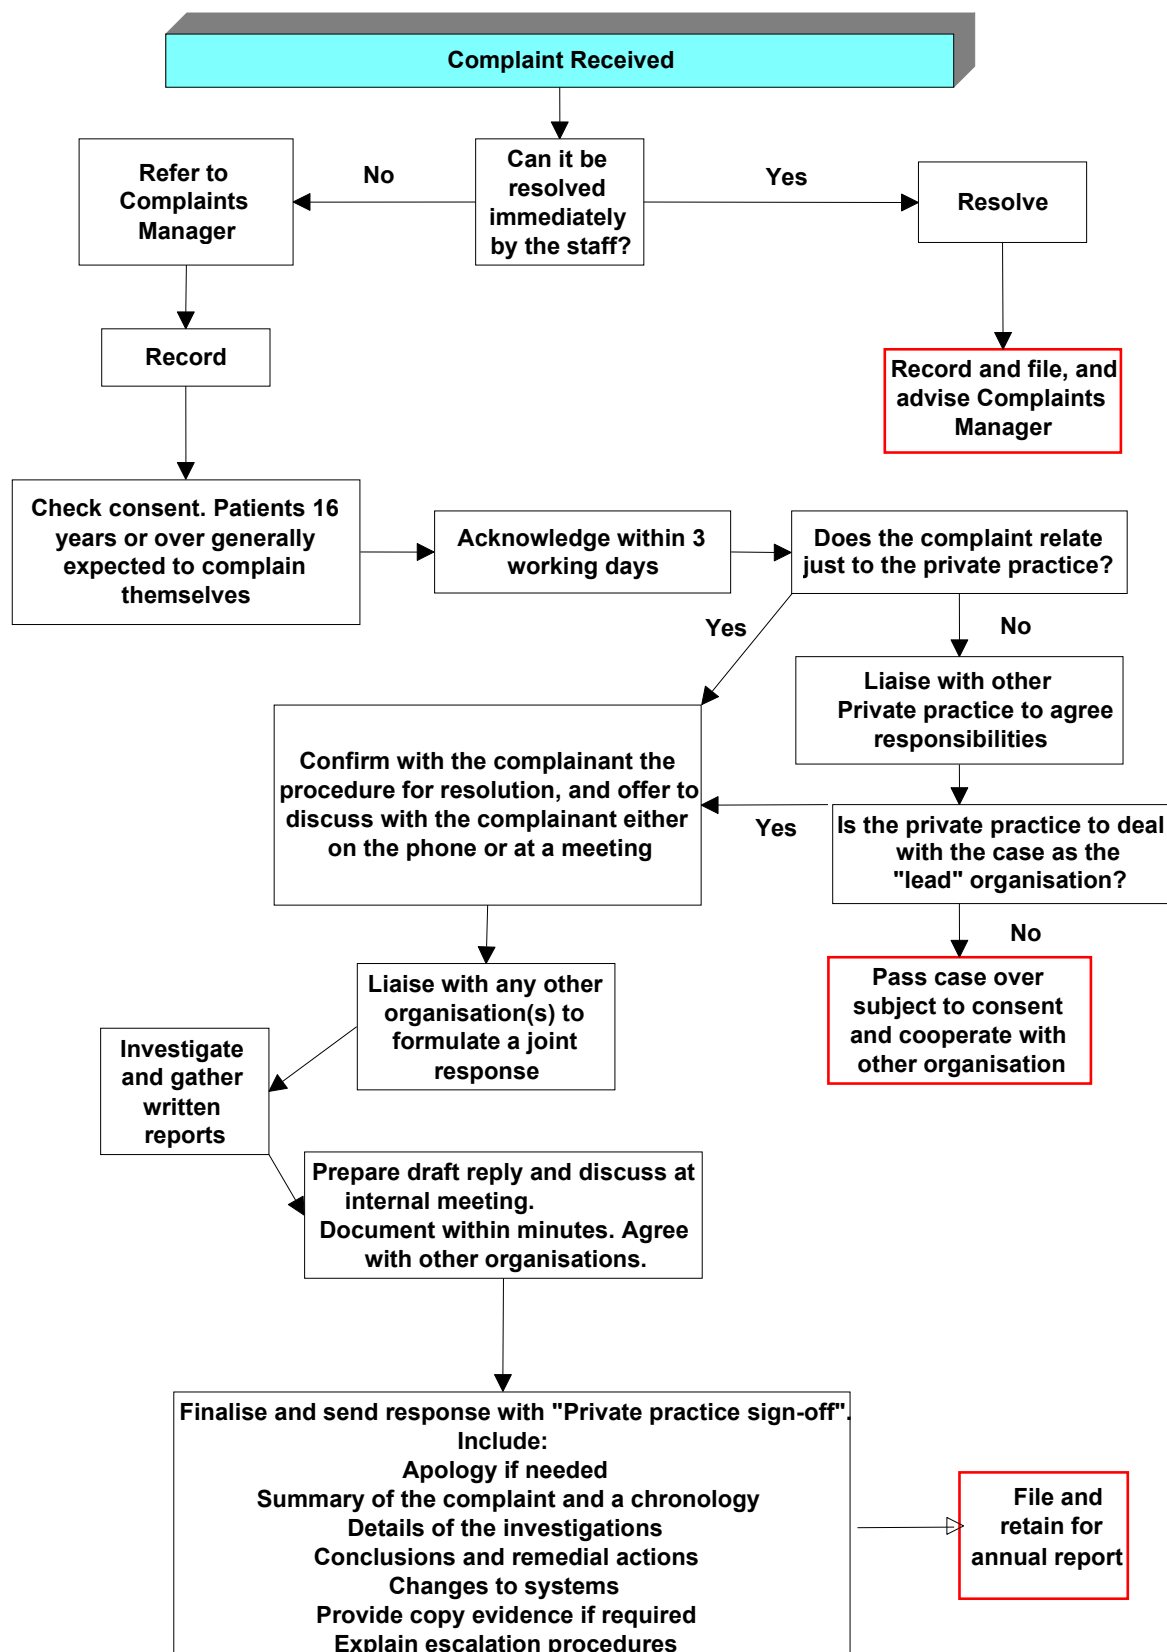 Complaint Received
Can it be
resolved
immediately
by the staff?
No
Yes
Refer to
Complaints
Manager
Resolve
Record
Record and file, and
advise Complaints
Manager
Check consent. Patients 16
years or over generally
expected to complain
themselves
Acknowledge within 3
working days
Does the complaint relate
just to the private practice?
Yes
No
Liaise with other
Private practice to agree
responsibilities
Confirm with the complainant the
procedure for resolution, and offer to
discuss with the complainant either
on the phone or at a meeting
Yes
Is the private practice to deal
with the case as the
"lead" organisation?
No
Pass case over
subject to consent
and cooperate with
other organisation
Liaise with any other
organisation(s) to
formulate a joint
response
Investigate
and gather
written
reports
Prepare draft reply and discuss at
internal meeting.
Document within minutes. Agree
with other organisations.
Finalise and send response with "Private practice sign-off".
Include:
Apology if needed
Summary of the complaint and a chronology
Details of the investigations
Conclusions and remedial actions
Changes to systems
Provide copy evidence if required
Explain escalation procedures
File and
retain for
annual report